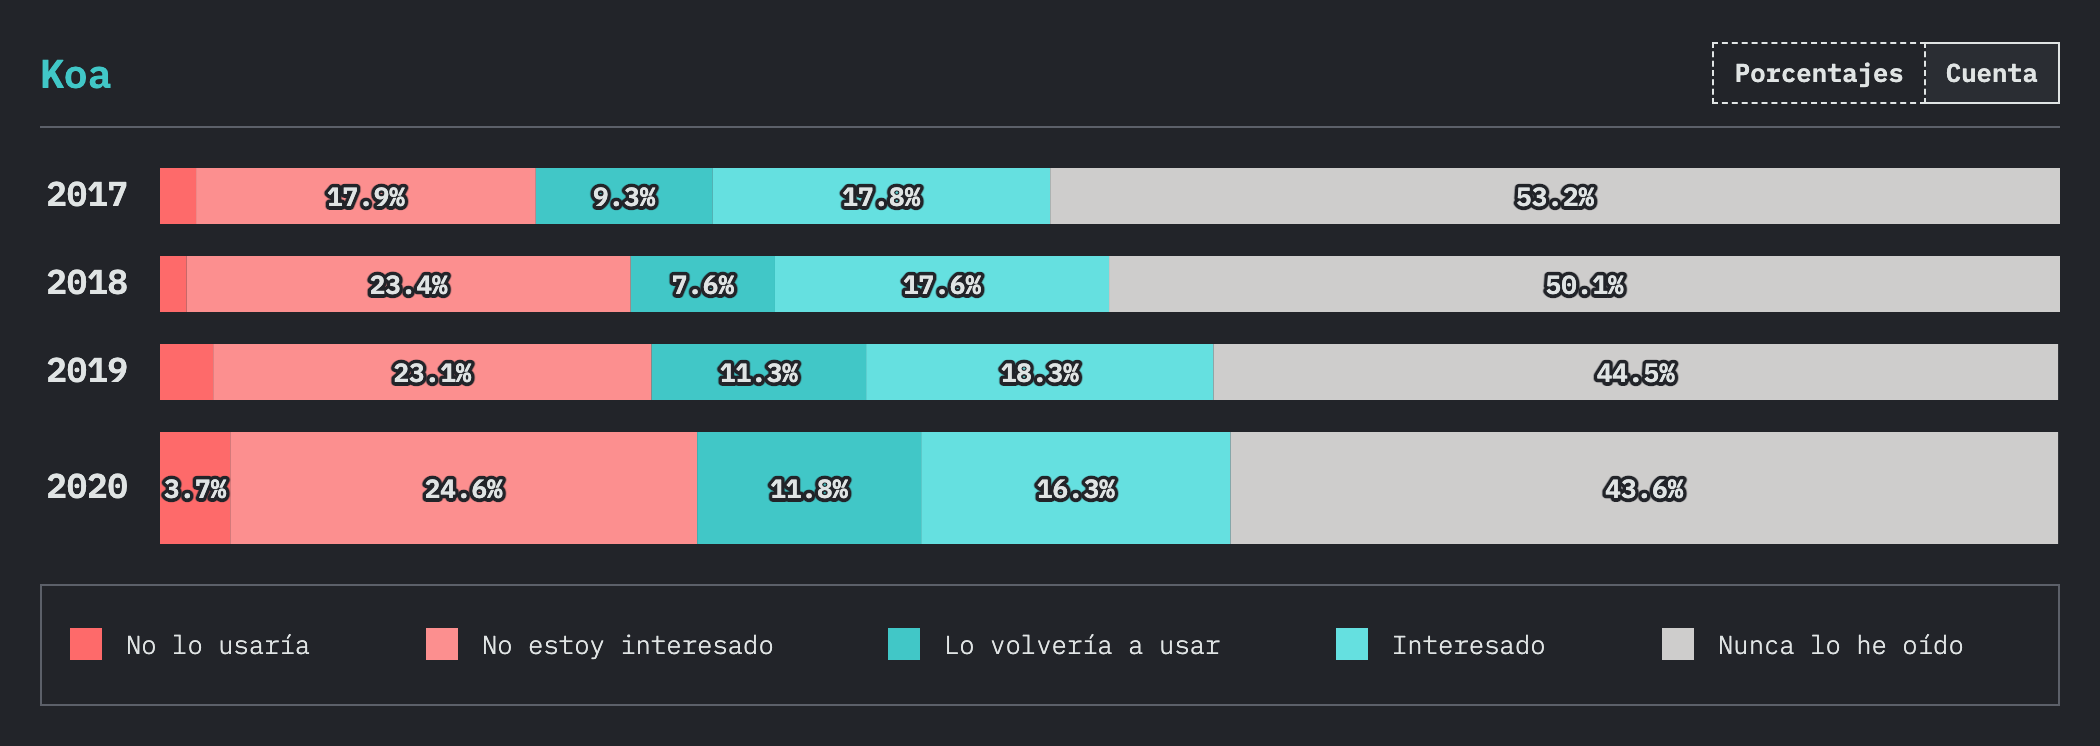 Koa
Porcentajes Cuenta
2017 17.9% 9.3% 17.8% 53.2%
2018 23.4% 7.6% 17.6% 50.1%
2019 23.1% 11.3% 18.3% 44.5%
2020 3.7% 24.6% 11.8% 16.3% 43.6%
No lo usaría No estoy interesado Lo volvería a usar Interesado Nunca lo he oído